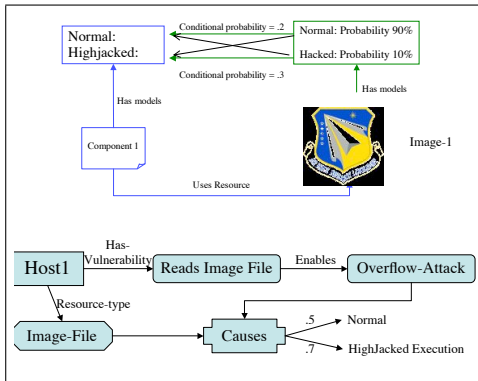 Conditional probability = .2
Normal:
Highjacked:
Normal: Probability 90%
Hacked: Probability 10%
Conditional probability = .3
Has models
Has models
Component 1
Image-1
Uses Resource
Host1
Has-
Vulnerability
Reads Image File
Enables
Overflow-Attack
Resource-type
Image-File
Causes
.5
Normal
.7
HighJacked Execution